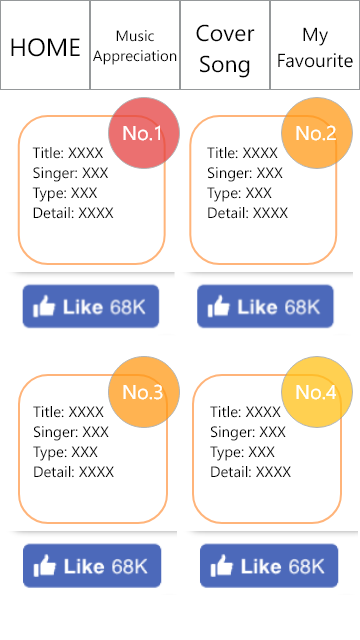 HOME
Music
Appreciation
Cover
Song
My
Favourite
No.1
Title: XXXX
Singer: XXX
Type: XXX
Detail: XXXX
Like 68K
No.2
Title: XXXX
Singer: XXX
Type: XXX
Detail: XXXX
Like 68K
No.3
Title: XXXX
Singer: XXX
Type: XXX
Detail: XXXX
Like 68K
No.4
Title: XXXX
Singer: XXX
Type: XXX
Detail: XXXX
Like 68K